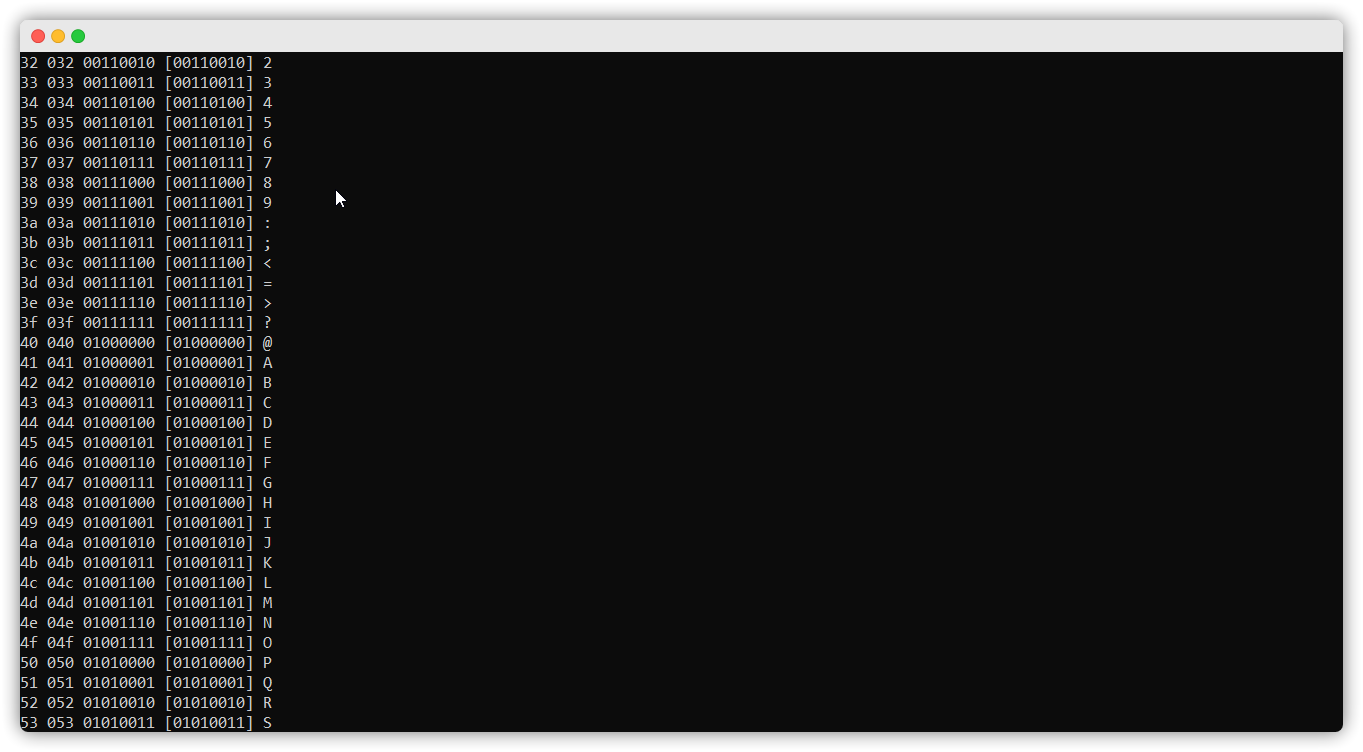 32 032 00110010 [00110010] 2
33 033 00110011 [00110011] 3
34 034 00110100 [00110100] 4
35 035 00110101 [00110101] 5
36 036 00110110 [00110110] 6
37 037 00110111 [00110111] 7
38 038 00111000 [00111000] 8
39 039 00111001 [00111001] 9
3a 03a 00111010 [00111010] :
3b 03b 00111011 [00111011] ;
3c 03c 00111100 [00111100] <
3d 03d 00111101 [00111101] =
3e 03e 00111110 [00111110] >
3f 03f 00111111 [00111111] ?
40 040 01000000 [01000000] @
41 041 01000001 [01000001] A
42 042 01000010 [01000010] B
43 043 01000011 [01000011] C
44 044 01000100 [01000100] D
45 045 01000101 [01000101] E
46 046 01000110 [01000110] F
47 047 01000111 [01000111] G
48 048 01001000 [01001000] H
49 049 01001001 [01001001] I
4a 04a 01001010 [01001010] J
4b 04b 01001011 [01001011] K
4c 04c 01001100 [01001100] L
4d 04d 01001101 [01001101] M
4e 04e 01001110 [01001110] N
4f 04f 01001111 [01001111] O
50 050 01010000 [01010000] P
51 051 01010001 [01010001] Q
52 052 01010010 [01010010] R
53 053 01010011 [01010011] S